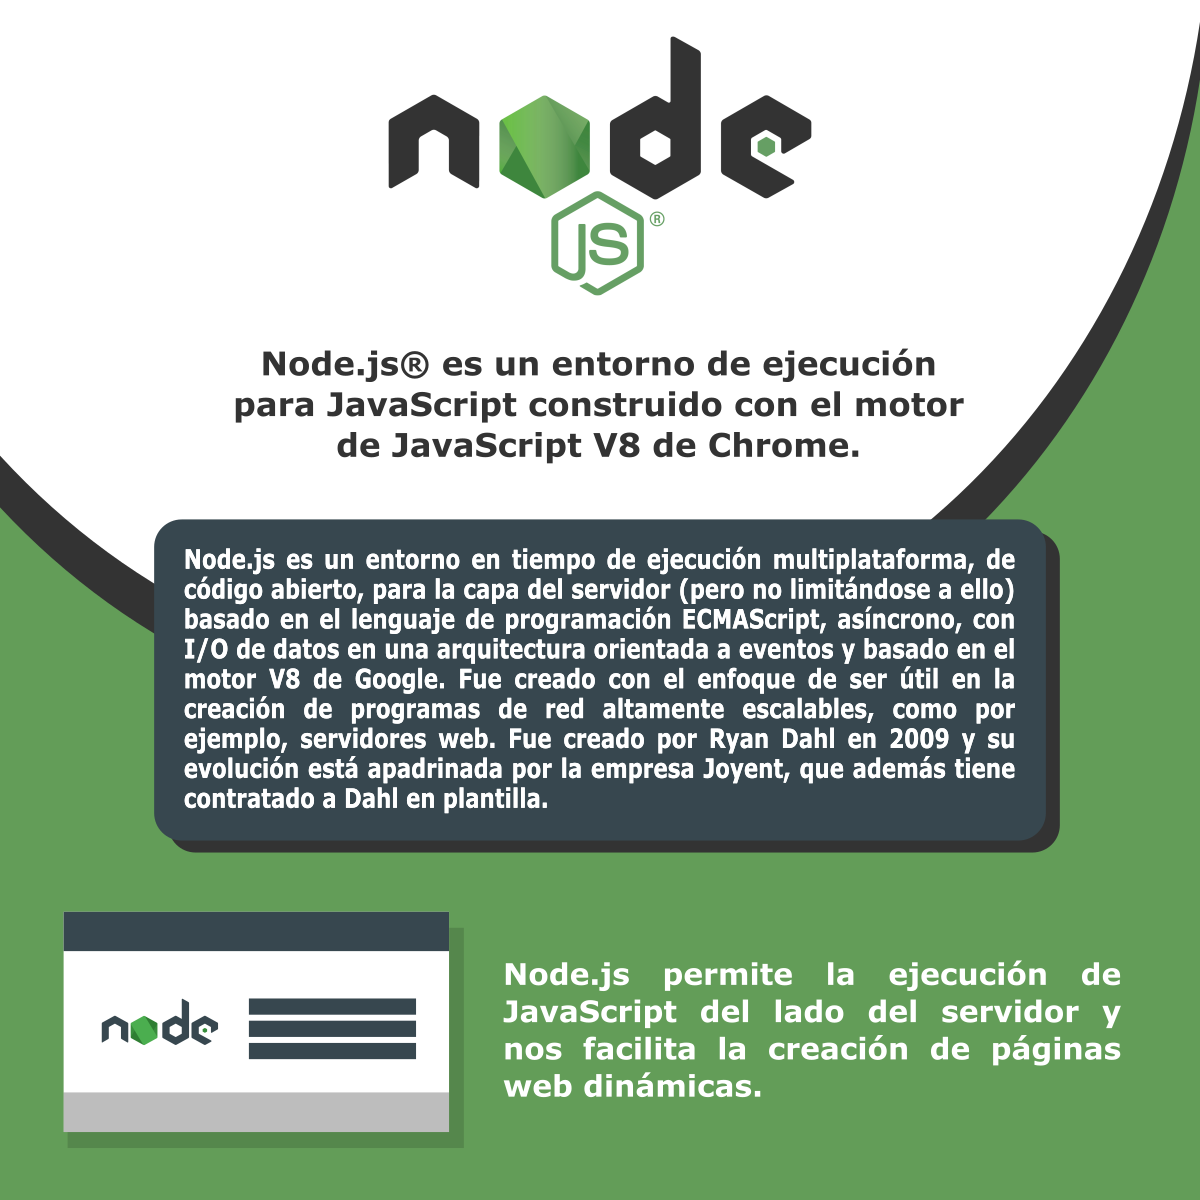 node
JS®
Node.js® es un entorno de ejecución
para JavaScript construido con el motor
de JavaScript V8 de Chrome.
Node.js es un entorno en tiempo de ejecución multiplataforma, de
código abierto, para la capa del servidor (pero no limitándose a ello)
basado en el lenguaje de programación ECMAScript, asíncrono, con
I/O de datos en una arquitectura orientada a eventos y basado en el
motor V8 de Google. Fue creado con el enfoque de ser útil en la
creación de programas de red altamente escalables, como por
ejemplo, servidores web. Fue creado por Ryan Dahl en 2009 y su
evolución está apadrinada por la empresa Joyent, que además tiene
contratado a Dahl en plantilla.
node
Node.js permite la ejecución de
JavaScript del lado del servidor y
nos facilita la creación de páginas
web dinámicas.